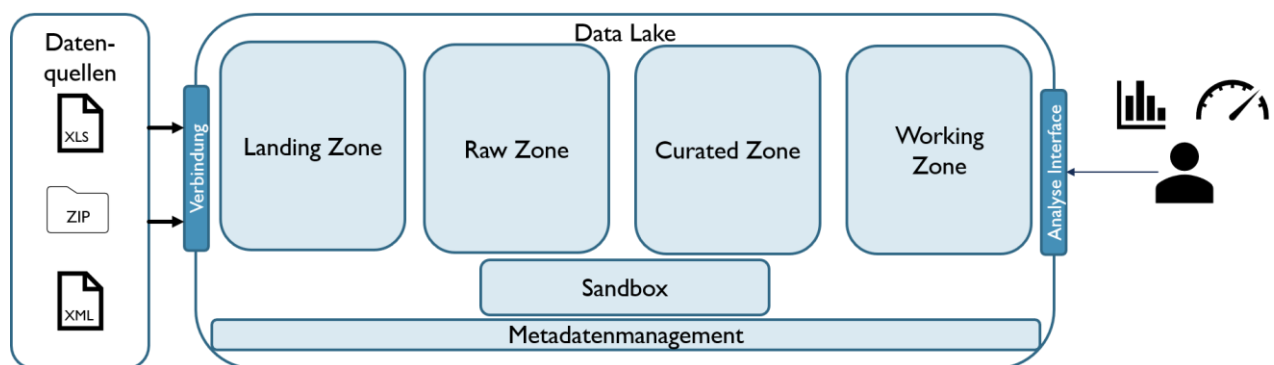 Daten-
quellen
XLS
ZIP
XML
Verbindung
Data Lake
Landing Zone
Raw Zone
Curated Zone
Working
Zone
Sandbox
Metadatenmanagement
Analyse Interface